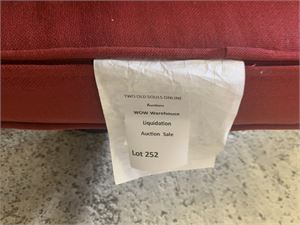 TWO OLD SOULS ONLINE
Auctions
WOW Warehouse
Liquidation
Auction Sale
Lot 252